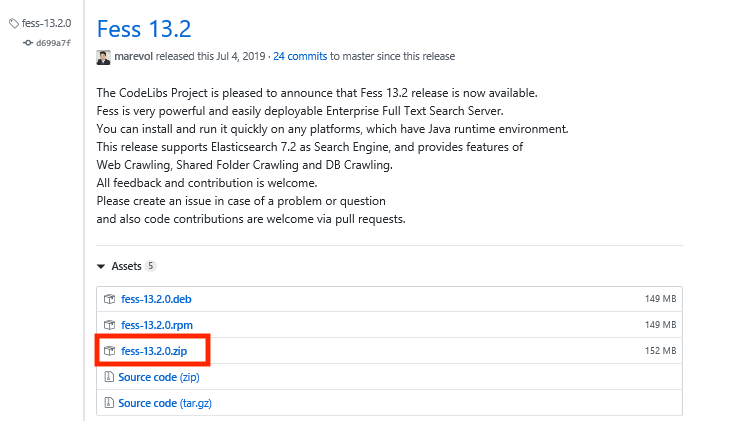 fess-13.2.0
d699a7f
Fess 13.2
marevol released this Jul 4, 2019 · 24 commits to master since this release
The CodeLibs Project is pleased to announce that Fess 13.2 release is now available.
Fess is very powerful and easily deployable Enterprise Full Text Search Server.
You can install and run it quickly on any platforms, which have Java runtime environment.
This release supports Elasticsearch 7.2 as Search Engine, and provides features of
Web Crawling, Shared Folder Crawling and DB Crawling.
All feedback and contribution is welcome.
Please create an issue in case of a problem or question
and also code contributions are welcome via pull requests.
Assets 5
fess-13.2.0.deb 149 MB
fess-13.2.0.rpm 149 MB
fess-13.2.0.zip 152 MB
Source code (zip)
Source code (tar.gz)